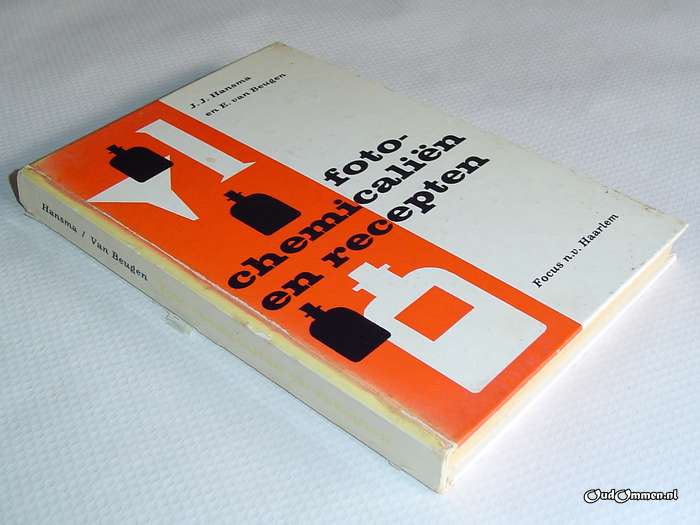 J. J. Hansma
en E. van Beugen
foto-
chemicaliën
en recepten
Focus n.v. Haarlem
Hansma / Van Beugen
OudOmmen.nl